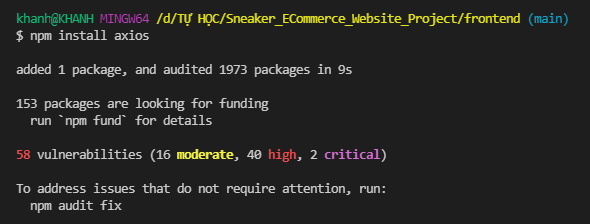 khanh@KHANH MINGW64 /d/TỰ HỌC/Sneaker_ECommerce_Website_Project/frontend (main)
$ npm install axios
added 1 package, and audited 1973 packages in 9s
153 packages are looking for funding
run `npm fund` for details
58 vulnerabilities (16 moderate, 40 high, 2 critical)
To address issues that do not require attention, run:
npm audit fix